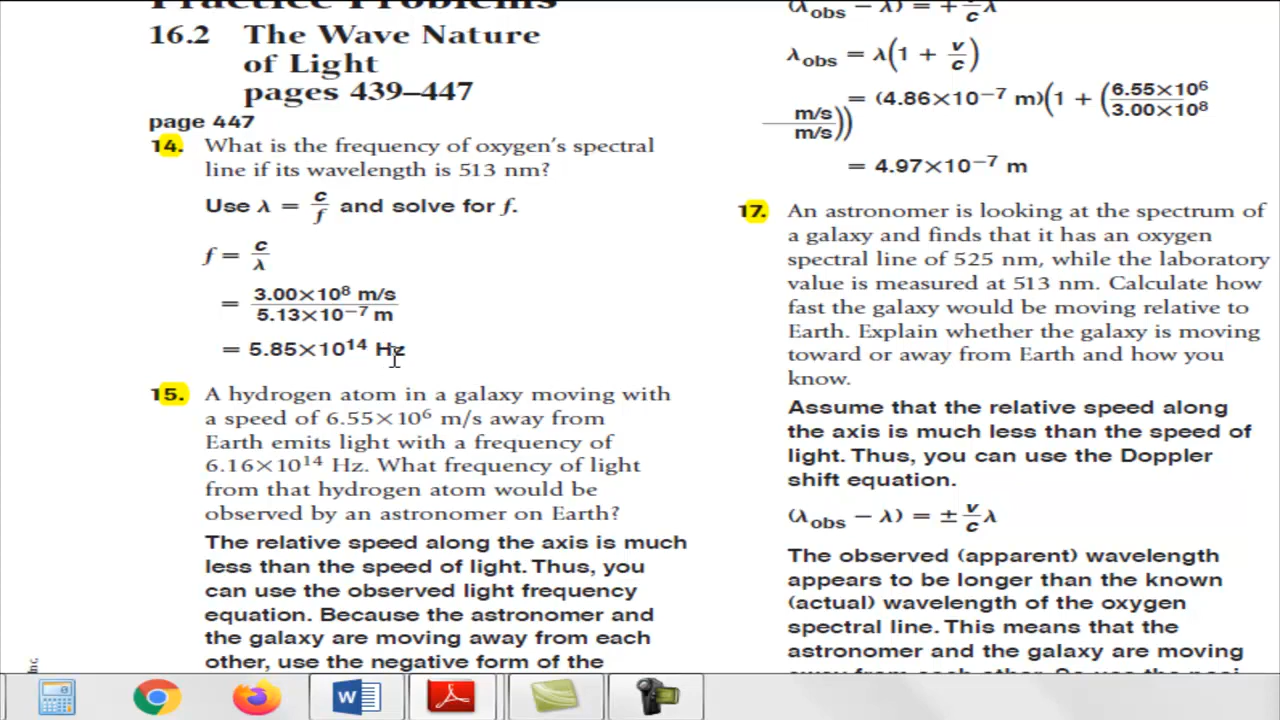 Practice Problems
16.2 The Wave Nature
of Light
pages 439–447
page 447
14. What is the frequency of oxygen's spectral
line if its wavelength is 513 nm?
Use λ = c/f and solve for f.
f = c/λ
= 3.00×10⁸ m/s / 5.13×10⁻⁷ m
= 5.85×10¹⁴ Hz
15. A hydrogen atom in a galaxy moving with
a speed of 6.55×10⁶ m/s away from
Earth emits light with a frequency of
6.16×10¹⁴ Hz. What frequency of light
from that hydrogen atom would be
observed by an astronomer on Earth?
The relative speed along the axis is much
less than the speed of light. Thus, you
can use the observed light frequency
equation. Because the astronomer and
the galaxy are moving away from each
other, use the negative form of the
Inc.
(λobs − λ) = + v/c λ
λobs = λ(1 + v/c)
= (4.86×10⁻⁷ m)(1 + (6.55×10⁶ / 3.00×10⁸
m/s / m/s))
= 4.97×10⁻⁷ m
17. An astronomer is looking at the spectrum of
a galaxy and finds that it has an oxygen
spectral line of 525 nm, while the laboratory
value is measured at 513 nm. Calculate how
fast the galaxy would be moving relative to
Earth. Explain whether the galaxy is moving
toward or away from Earth and how you
know.
Assume that the relative speed along
the axis is much less than the speed of
light. Thus, you can use the Doppler
shift equation.
(λobs − λ) = ± v/c λ
The observed (apparent) wavelength
appears to be longer than the known
(actual) wavelength of the oxygen
spectral line. This means that the
astronomer and the galaxy are moving
away from each other. So use the posi-